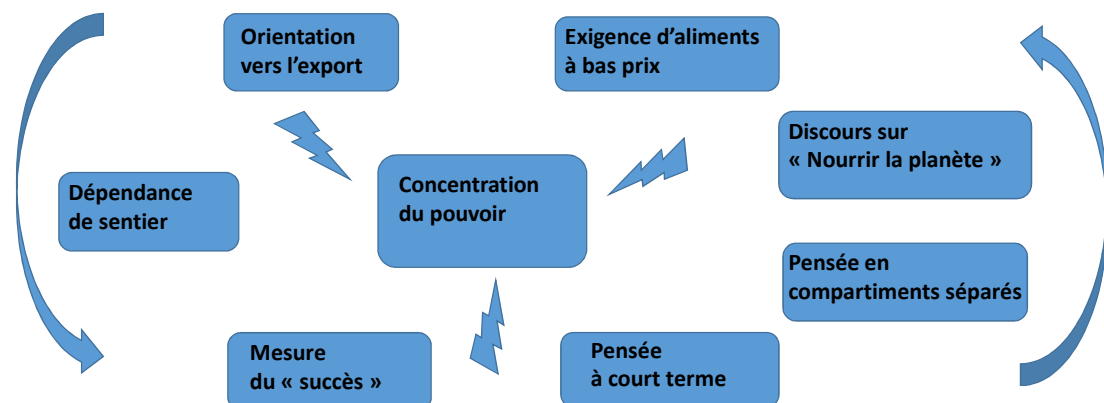 Orientation
vers l’export
Exigence d’aliments
à bas prix
Discours sur
« Nourrir la planète »
Concentration
du pouvoir
Dépendance
de sentier
Pensée en
compartiments séparés
Mesure
du « succès »
Pensée
à court terme